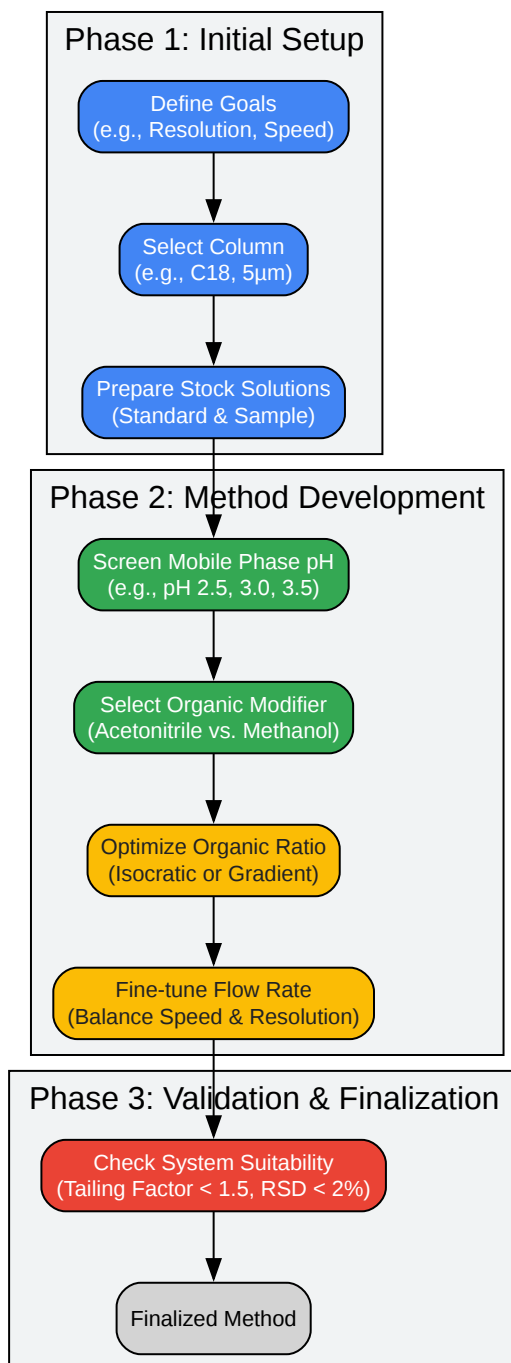 Phase 1: Initial Setup
Define Goals
(e.g., Resolution, Speed)
Select Column
(e.g., C18, 5µm)
Prepare Stock Solutions
(Standard & Sample)
Phase 2: Method Development
Screen Mobile Phase pH
(e.g., pH 2.5, 3.0, 3.5)
Select Organic Modifier
(Acetonitrile vs. Methanol)
Optimize Organic Ratio
(Isocratic or Gradient)
Fine-tune Flow Rate
(Balance Speed & Resolution)
Phase 3: Validation & Finalization
Check System Suitability
(Tailing Factor < 1.5, RSD < 2%)
Finalized Method